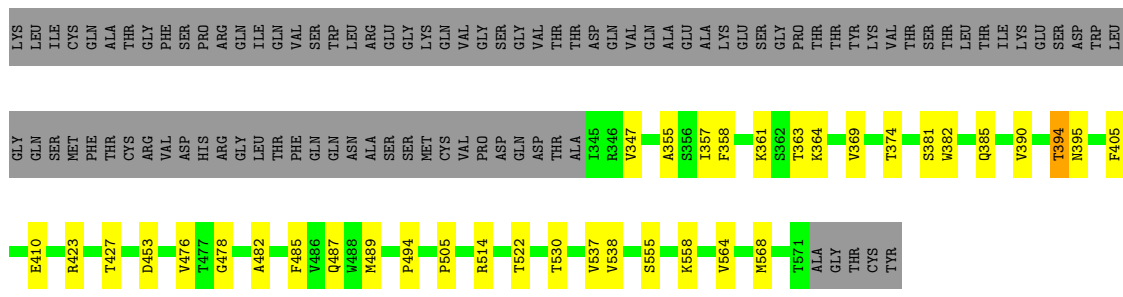 LYS LEU ILE ILE CYS GLN ALA THR GLY PHE SER PRO ARG GLN ILE GLN VAL SER TRP LEU ARG GLU GLY LYS GLN VAL GLY SER GLY VAL THR THR ASP GLN VAL GLN ALA GLU ALA LYS GLU SER GLY PRO THR THR TYR LYS VAL THR SER THR LEU THR ILE LYS GLU SER ASP TRP LEU
GLY GLN SER MET PHE THR CYS ARG VAL ASP HIS ARG GLY LEU THR PHE GLN GLN ASN ALA SER SER MET CYS VAL PRO ASP GLN ASP THR ALA I345 R346 V347 A355 S356 I357 F358 K361 S362 T363 K364 V369 T374 S381 W382 Q385 V390 T394 N395 F405
E410 R423 T427 D453 V476 T477 G478 A482 F485 V486 Q487 W488 M489 P494 P505 R514 T522 T530 V537 V538 S555 K558 V564 M568 T571 ALA GLY THR CYS TYR